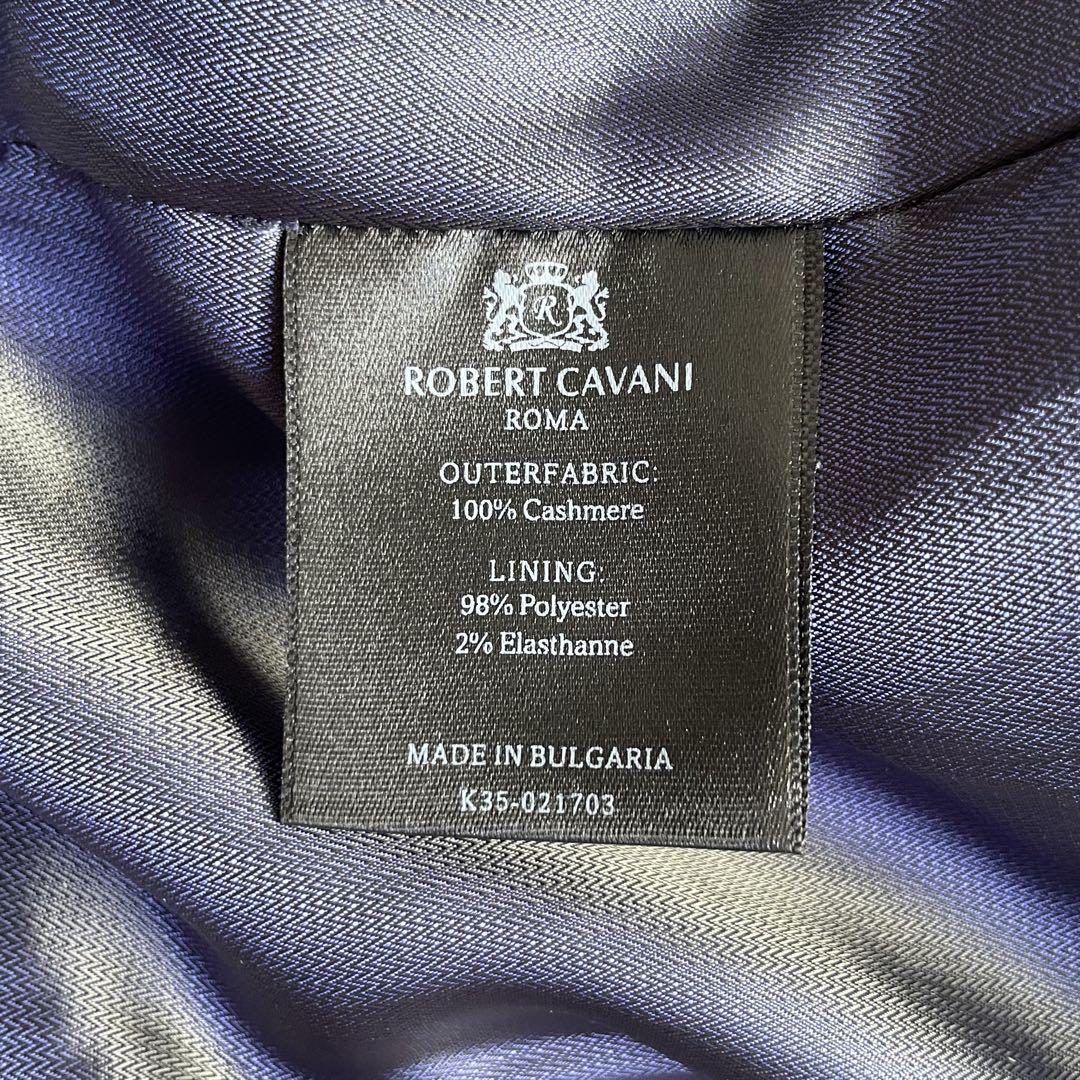 R
ROBERT CAVANI
ROMA
OUTERFABRIC:
100% Cashmere
LINING:
98% Polyester
2% Elasthanne
MADE IN BULGARIA
K35-021703